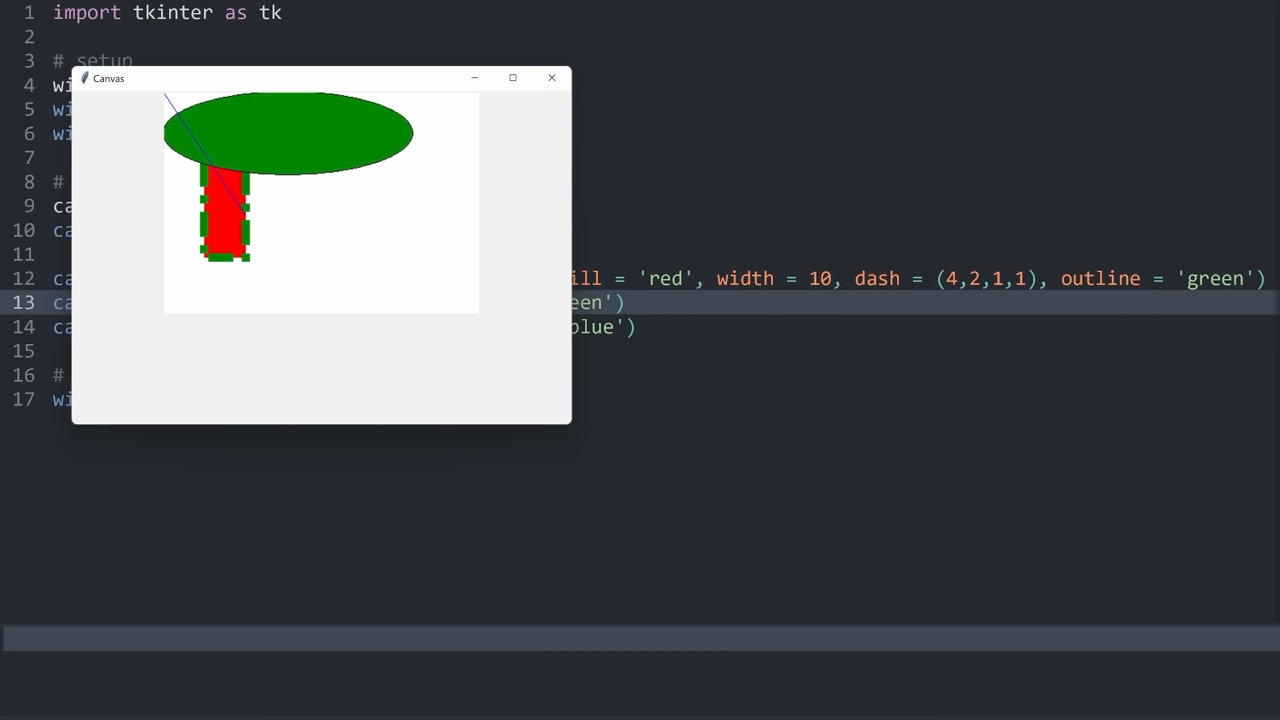 1 import tkinter as tk
2
3 # setup
Canvas
4 wi
5 wi
6 wi
7
8 #
9 ca
10 ca
11
12 ca ill = 'red', width = 10, dash = (4,2,1,1), outline = 'green')
13 ca een')
14 ca blue')
15
16 #
17 wi